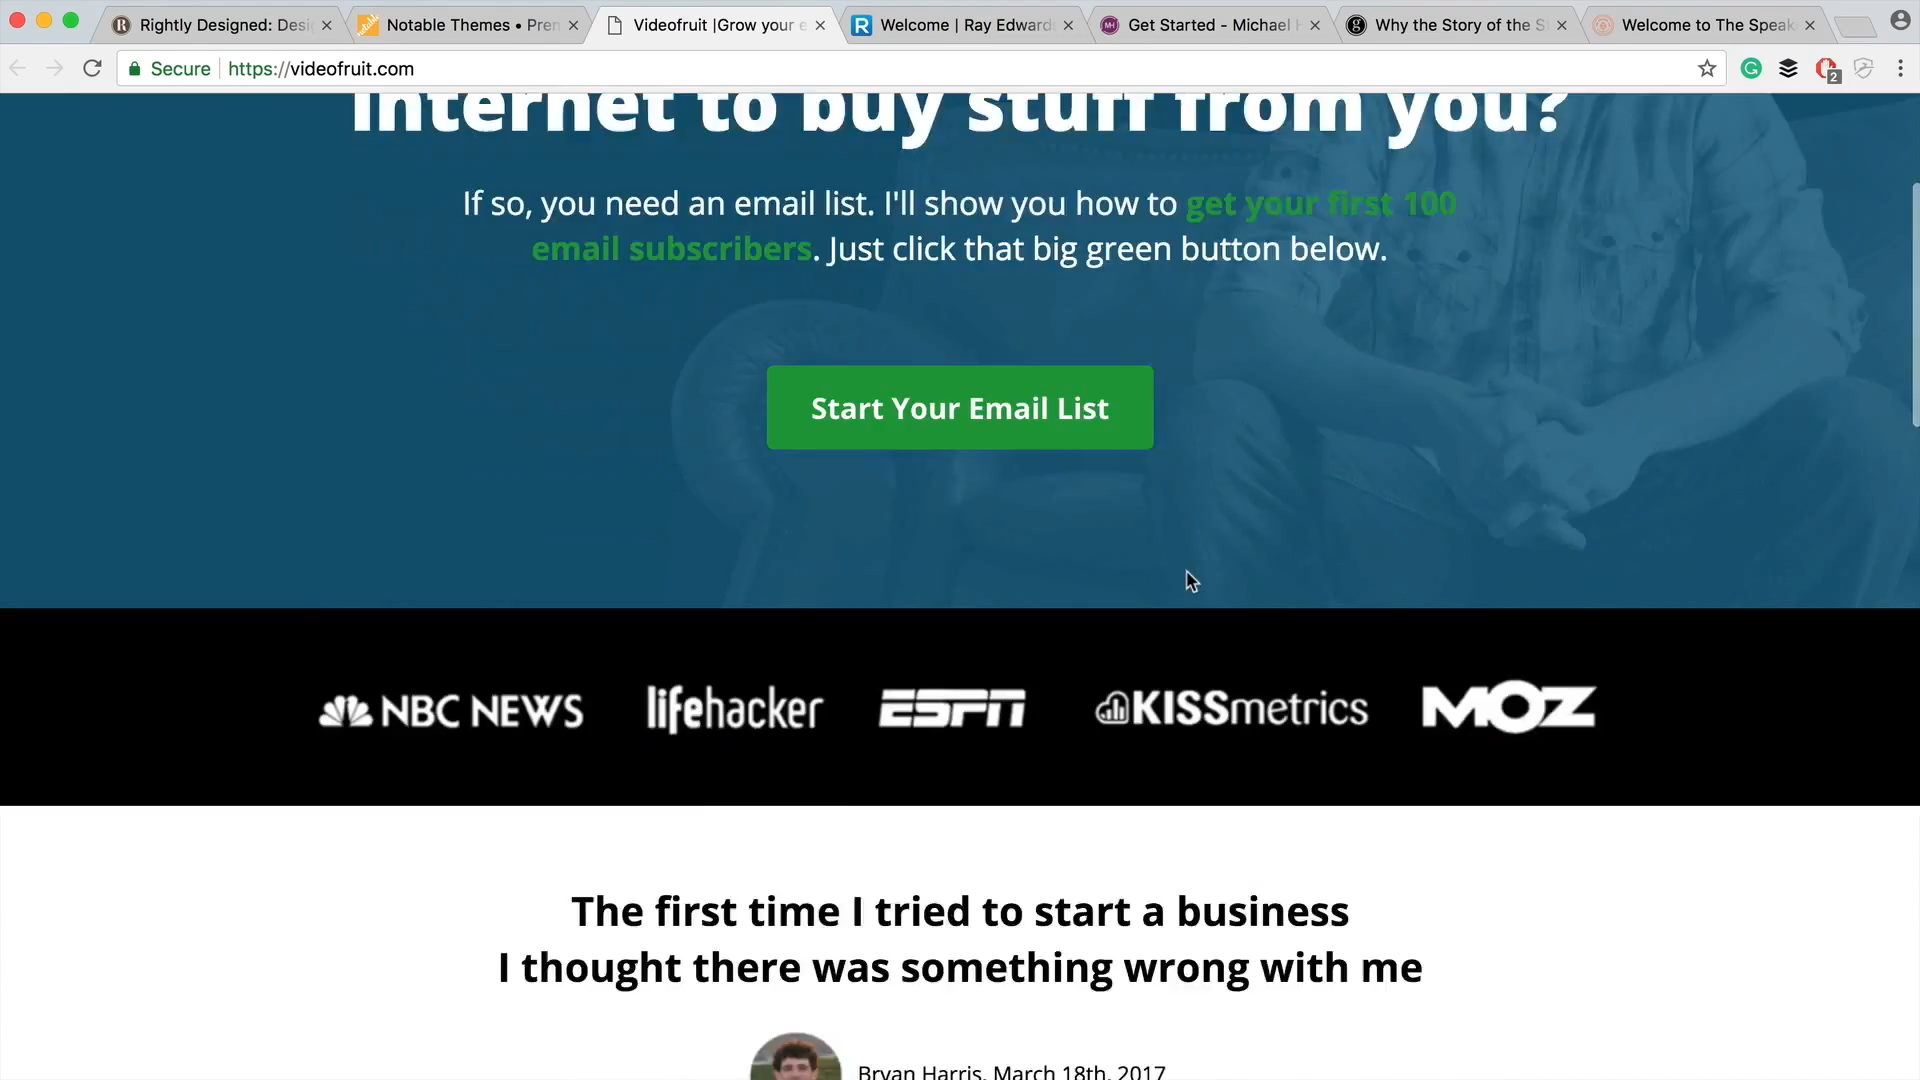 Rightly Designed: Desi
Notable Themes • Pren
Videofruit |Grow your e
Welcome | Ray Edwards
Get Started - Michael H
Why the Story of the S
Welcome to The Speak
Secure
https://videofruit.com
2
Internet to buy stuff from you?
If so, you need an email list. I'll show you how to get your first 100
email subscribers. Just click that big green button below.
Start Your Email List
NBC NEWS
lifehacker
ESPN
KISSmetrics
MOZ
The first time I tried to start a business
I thought there was something wrong with me
Bryan Harris, March 18th, 2017